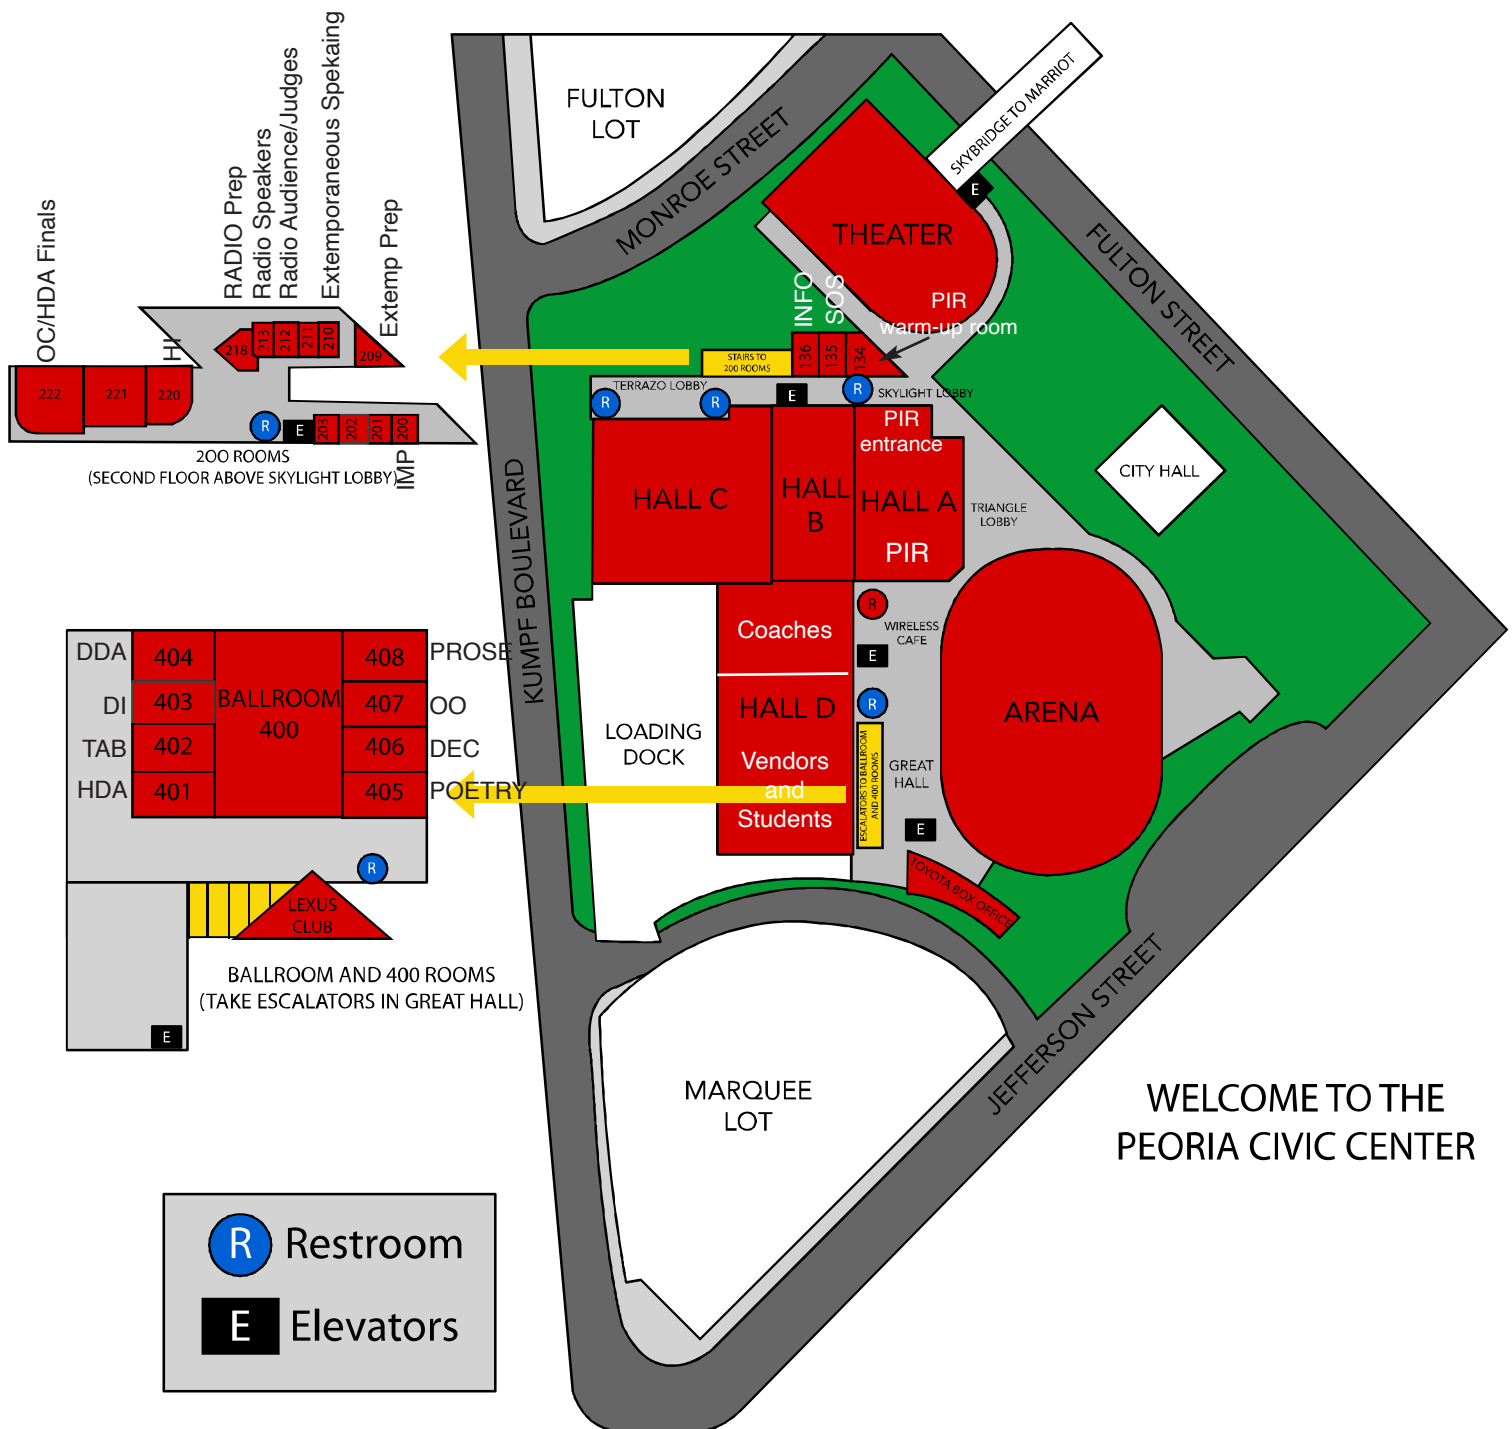 FULTON
LOT
MONROE STREET
SKYBRIDGE TO MARRIOT
E
THEATER
FULTON STREET
OC/HDA Finals
HI
RADIO Prep
Radio Speakers
Radio Audience/Judges
Extemporaneous Spekaing
Extemp Prep
222
221
220
218
213
212
211
210
209
R
E
203
202
201
200
IMP
200 ROOMS
(SECOND FLOOR ABOVE SKYLIGHT LOBBY)
INFO
SOS
PIR
warm-up room
STAIRS TO
200 ROOMS
136
135
134
TERRAZO LOBBY
R
R
E
R
SKYLIGHT LOBBY
PIR
entrance
HALL C
HALL
B
HALL A
PIR
TRIANGLE
LOBBY
CITY HALL
KUMPF BOULEVARD
Coaches
R
WIRELESS
CAFE
E
R
HALL D
Vendors
and
Students
LOADING
DOCK
ESCALATORS TO BALLROOM
AND 400 ROOMS
GREAT
HALL
E
ARENA
TOYOTA BOX OFFICE
DDA
404
408
PROSE
DI
403
BALLROOM
400
407
OO
TAB
402
406
DEC
HDA
401
405
POETRY
R
LEXUS
CLUB
BALLROOM AND 400 ROOMS
(TAKE ESCALATORS IN GREAT HALL)
E
MARQUEE
LOT
JEFFERSON STREET
WELCOME TO THE
PEORIA CIVIC CENTER
R Restroom
E Elevators